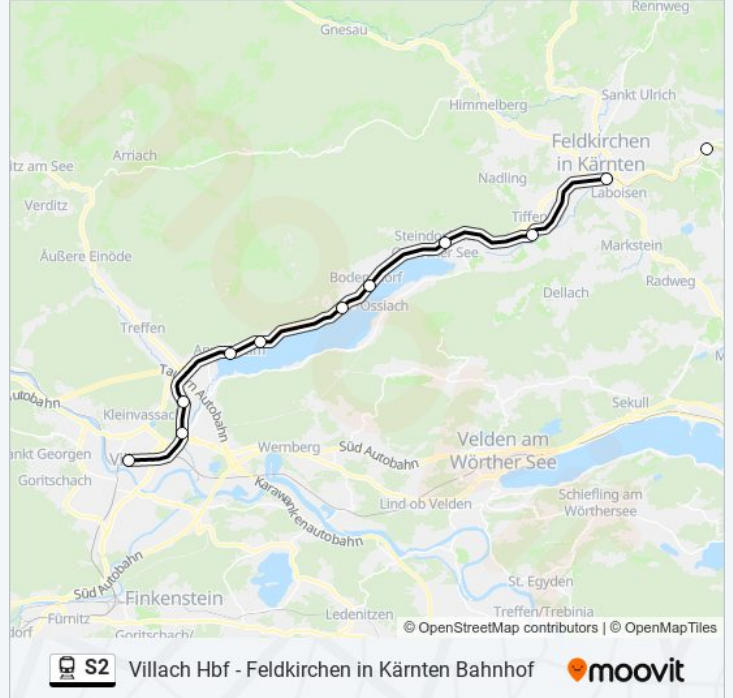 Rennweg
Gnesau
Sankt Ulrich
Himmelberg
Feldkirchen
in Kärnten
Arriach
itz am See
Nadling
Laboisen
Verditz
Tiffen
Steindorf
See
Markstein
Äußere Einöde
Bodensdorf
Radweg
Dellach
Ossiach
Treffen
Tauern Autobahn
utobahn
Kleinvassach
Sekull
ankt Georgen
Wernberg
Süd Autobahn
Velden am
Wörther See
Goritschach
Karawankenautobahn
Lind ob Velden
Schiefling am
Wörthersee
Süd Autobahn
St. Egyden
Finkenstein
Fürnitz
Ledenitzen
Treffen/Trebinia
dorf
Goritschach/
© OpenStreetMap contributors | © OpenMapTiles
S2 Villach Hbf - Feldkirchen in Kärnten Bahnhof moovit